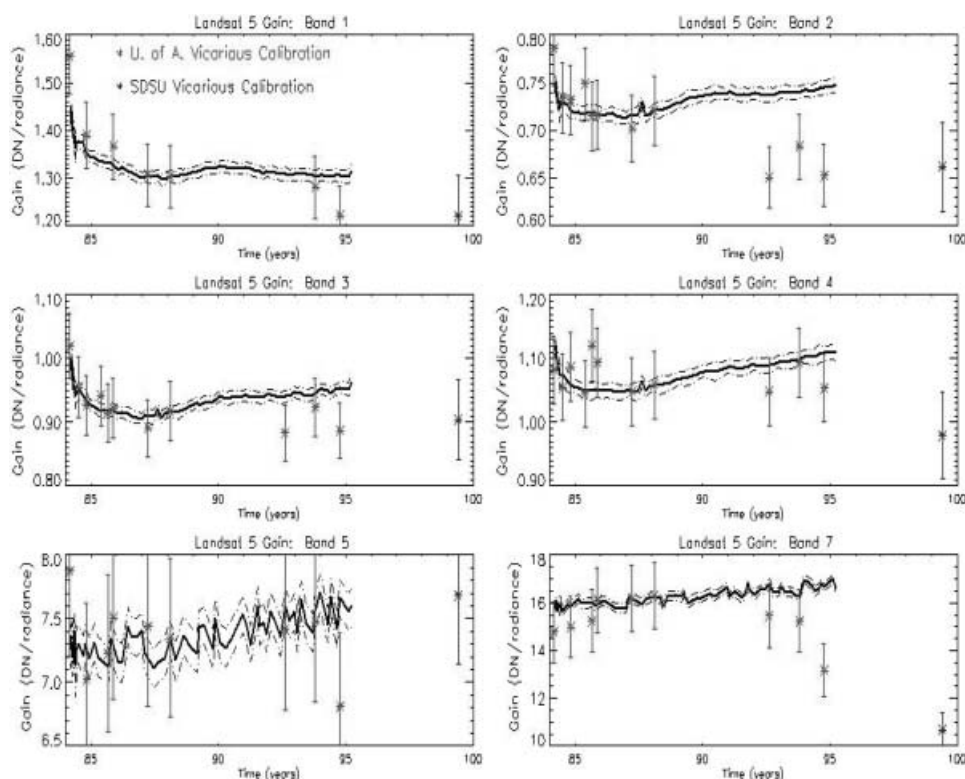 Landsat 5 Gain: Band 1
Gain (DN/radiance)
1.60
1.50
1.40
1.30
1.20
* U. of A. Vicarious Calibration
* SDSU Vicarious Calibration
85 90 95 100
Time (years)
Landsat 5 Gain: Band 2
Gain (DN/radiance)
0.80
0.75
0.70
0.65
0.60
85 90 95 100
Time (years)
Landsat 5 Gain: Band 3
Gain (DN/radiance)
1.10
1.00
0.90
0.80
85 90 95 100
Time (years)
Landsat 5 Gain: Band 4
Gain (DN/radiance)
1.20
1.10
1.00
0.90
85 90 95 100
Time (years)
Landsat 5 Gain: Band 5
Gain (DN/radiance)
8.0
7.5
7.0
6.5
85 90 95 100
Time (years)
Landsat 5 Gain: Band 7
Gain (DN/radiance)
18
16
14
12
10
85 90 95 100
Time (years)